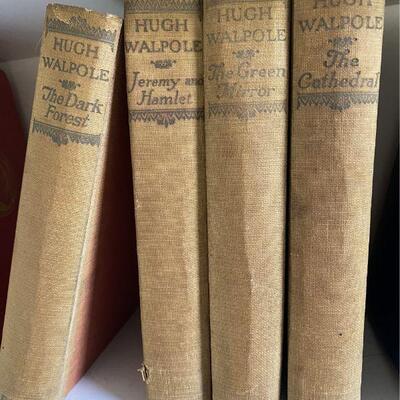 HUGH
WALPOLE
The Dark
Forest
HUGH
WALPOLE
Jeremy and
Hamlet
HUGH
WALPOLE
The Green
Mirror
HUGH
WALPOLE
The
Cathedral